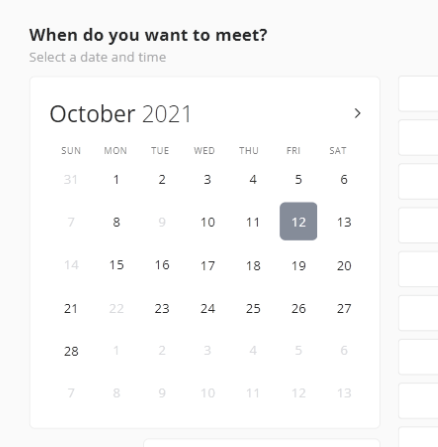 When do you want to meet?
Select a date and time
October 2021
SUN MON TUE WED THU FRI SAT
31 1 2 3 4 5 6
7 8 9 10 11 12 13
14 15 16 17 18 19 20
21 22 23 24 25 26 27
28 1 2 3 4 5 6
7 8 9 10 11 12 13